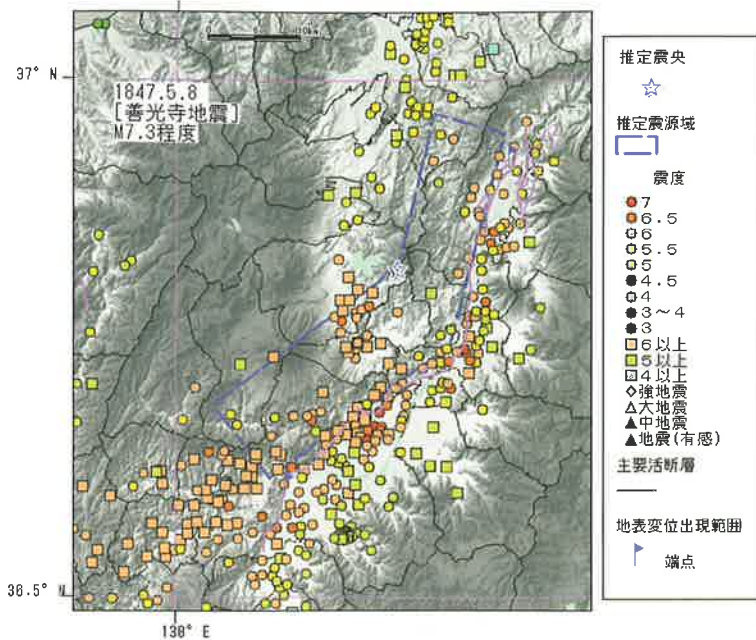 37° N
1847.5.8
[善光寺地震]
M7.3程度
36.5° N
138° E
推定震央
推定震源域
震度
7
6.5
6
5.5
5
4.5
4
3～4
3
6以上
5以上
4以上
強地震
大地震
中地震
地震(有感)
主要活断層
地表変位出現範囲
端点